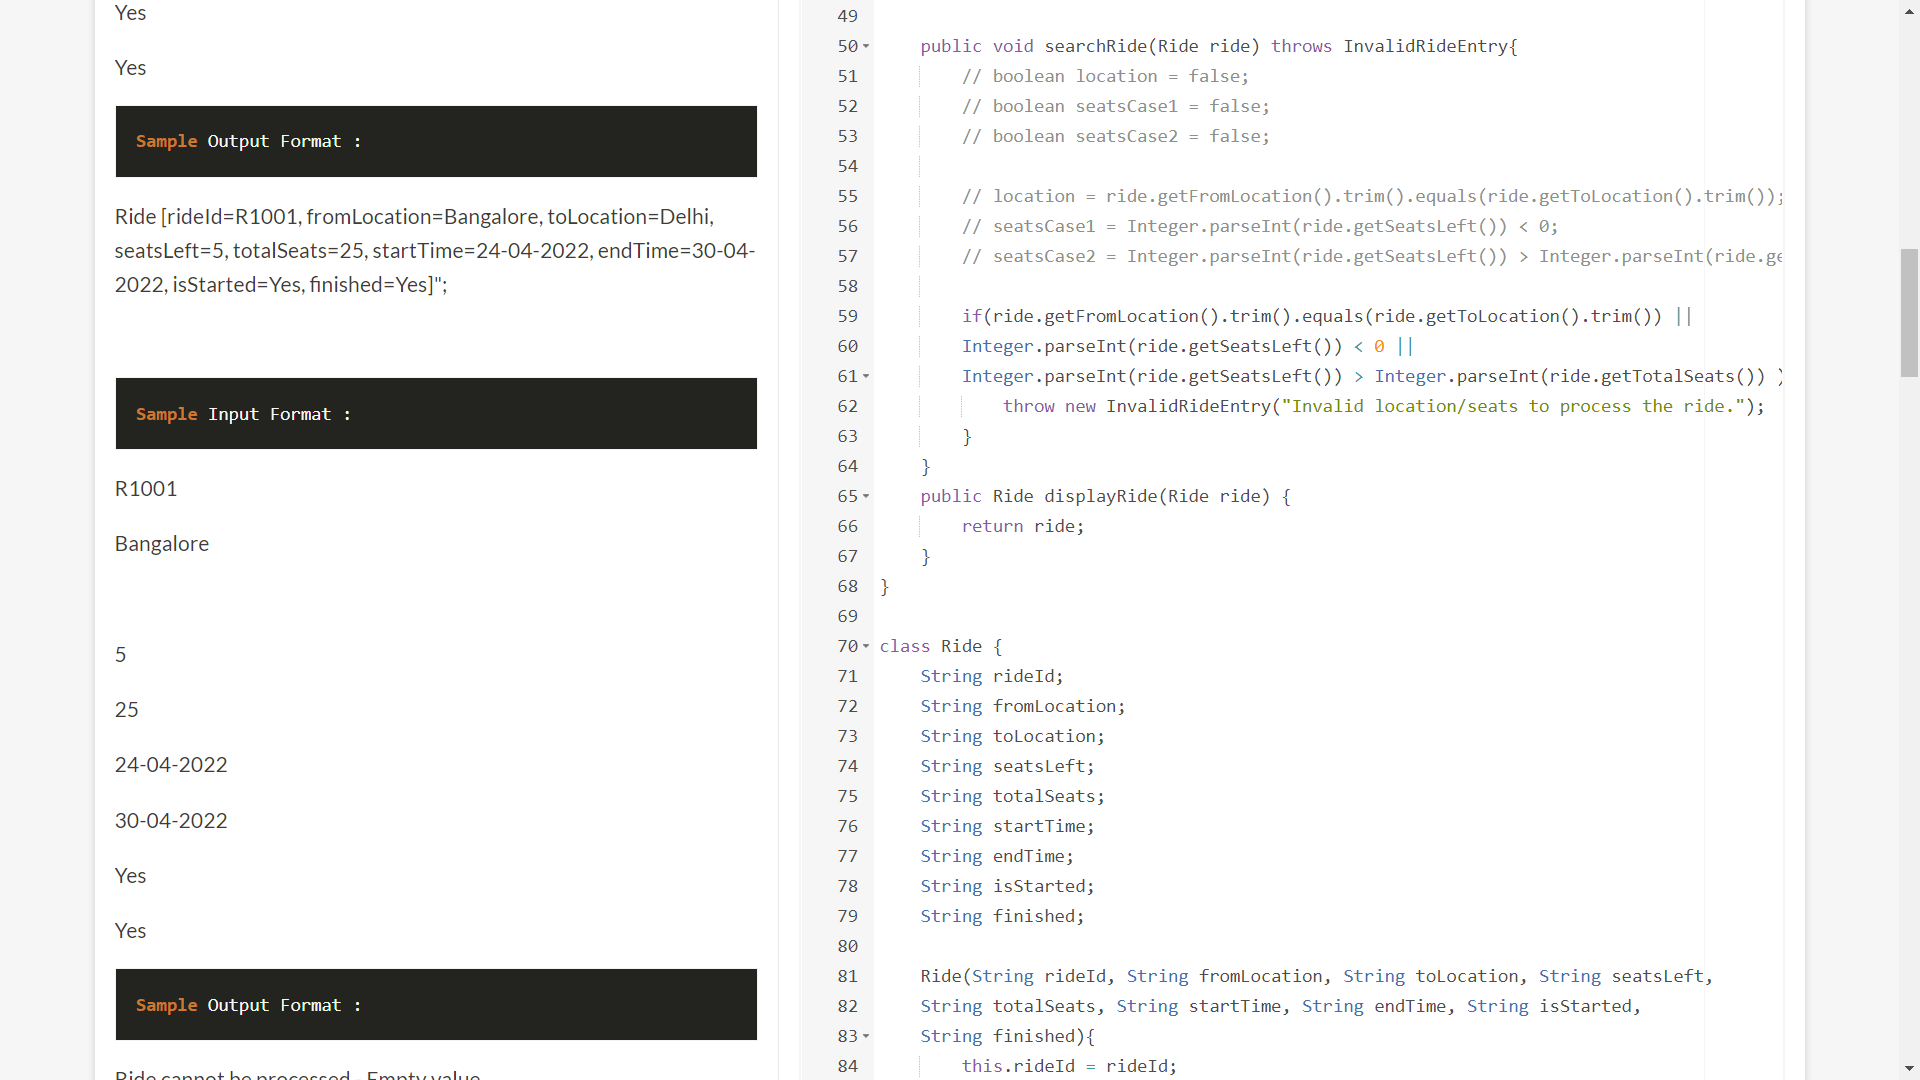 Yes
Yes
Sample Output Format :
Ride [rideId=R1001, fromLocation=Bangalore, toLocation=Delhi,
seatsLeft=5, totalSeats=25, startTime=24-04-2022, endTime=30-04-
2022, isStarted=Yes, finished=Yes]";
Sample Input Format :
R1001
Bangalore
5
25
24-04-2022
30-04-2022
Yes
Yes
Sample Output Format :
Ride cannot be processed - Empty value
49
50 public void searchRide(Ride ride) throws InvalidRideEntry{
51 // boolean location = false;
52 // boolean seatsCase1 = false;
53 // boolean seatsCase2 = false;
54
55 // location = ride.getFromLocation().trim().equals(ride.getToLocation().trim());
56 // seatsCase1 = Integer.parseInt(ride.getSeatsLeft()) < 0;
57 // seatsCase2 = Integer.parseInt(ride.getSeatsLeft()) > Integer.parseInt(ride.ge
58
59 if(ride.getFromLocation().trim().equals(ride.getToLocation().trim()) ||
60 Integer.parseInt(ride.getSeatsLeft()) < 0 ||
61 Integer.parseInt(ride.getSeatsLeft()) > Integer.parseInt(ride.getTotalSeats()) )
62 throw new InvalidRideEntry("Invalid location/seats to process the ride.");
63 }
64 }
65 public Ride displayRide(Ride ride) {
66 return ride;
67 }
68 }
69
70 class Ride {
71 String rideId;
72 String fromLocation;
73 String toLocation;
74 String seatsLeft;
75 String totalSeats;
76 String startTime;
77 String endTime;
78 String isStarted;
79 String finished;
80
81 Ride(String rideId, String fromLocation, String toLocation, String seatsLeft,
82 String totalSeats, String startTime, String endTime, String isStarted,
83 String finished){
84 this.rideId = rideId;